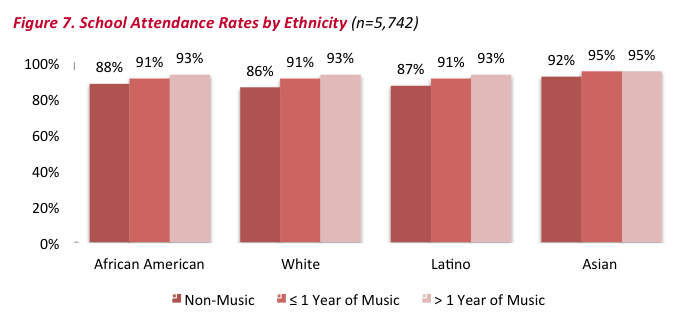 Figure 7. School Attendance Rates by Ethnicity (n=5,742)
88% 91% 93% 86% 91% 93% 87% 91% 93% 92% 95% 95%
100%
80%
60%
40%
20%
0%
African American White Latino Asian
Non-Music ≤ 1 Year of Music > 1 Year of Music